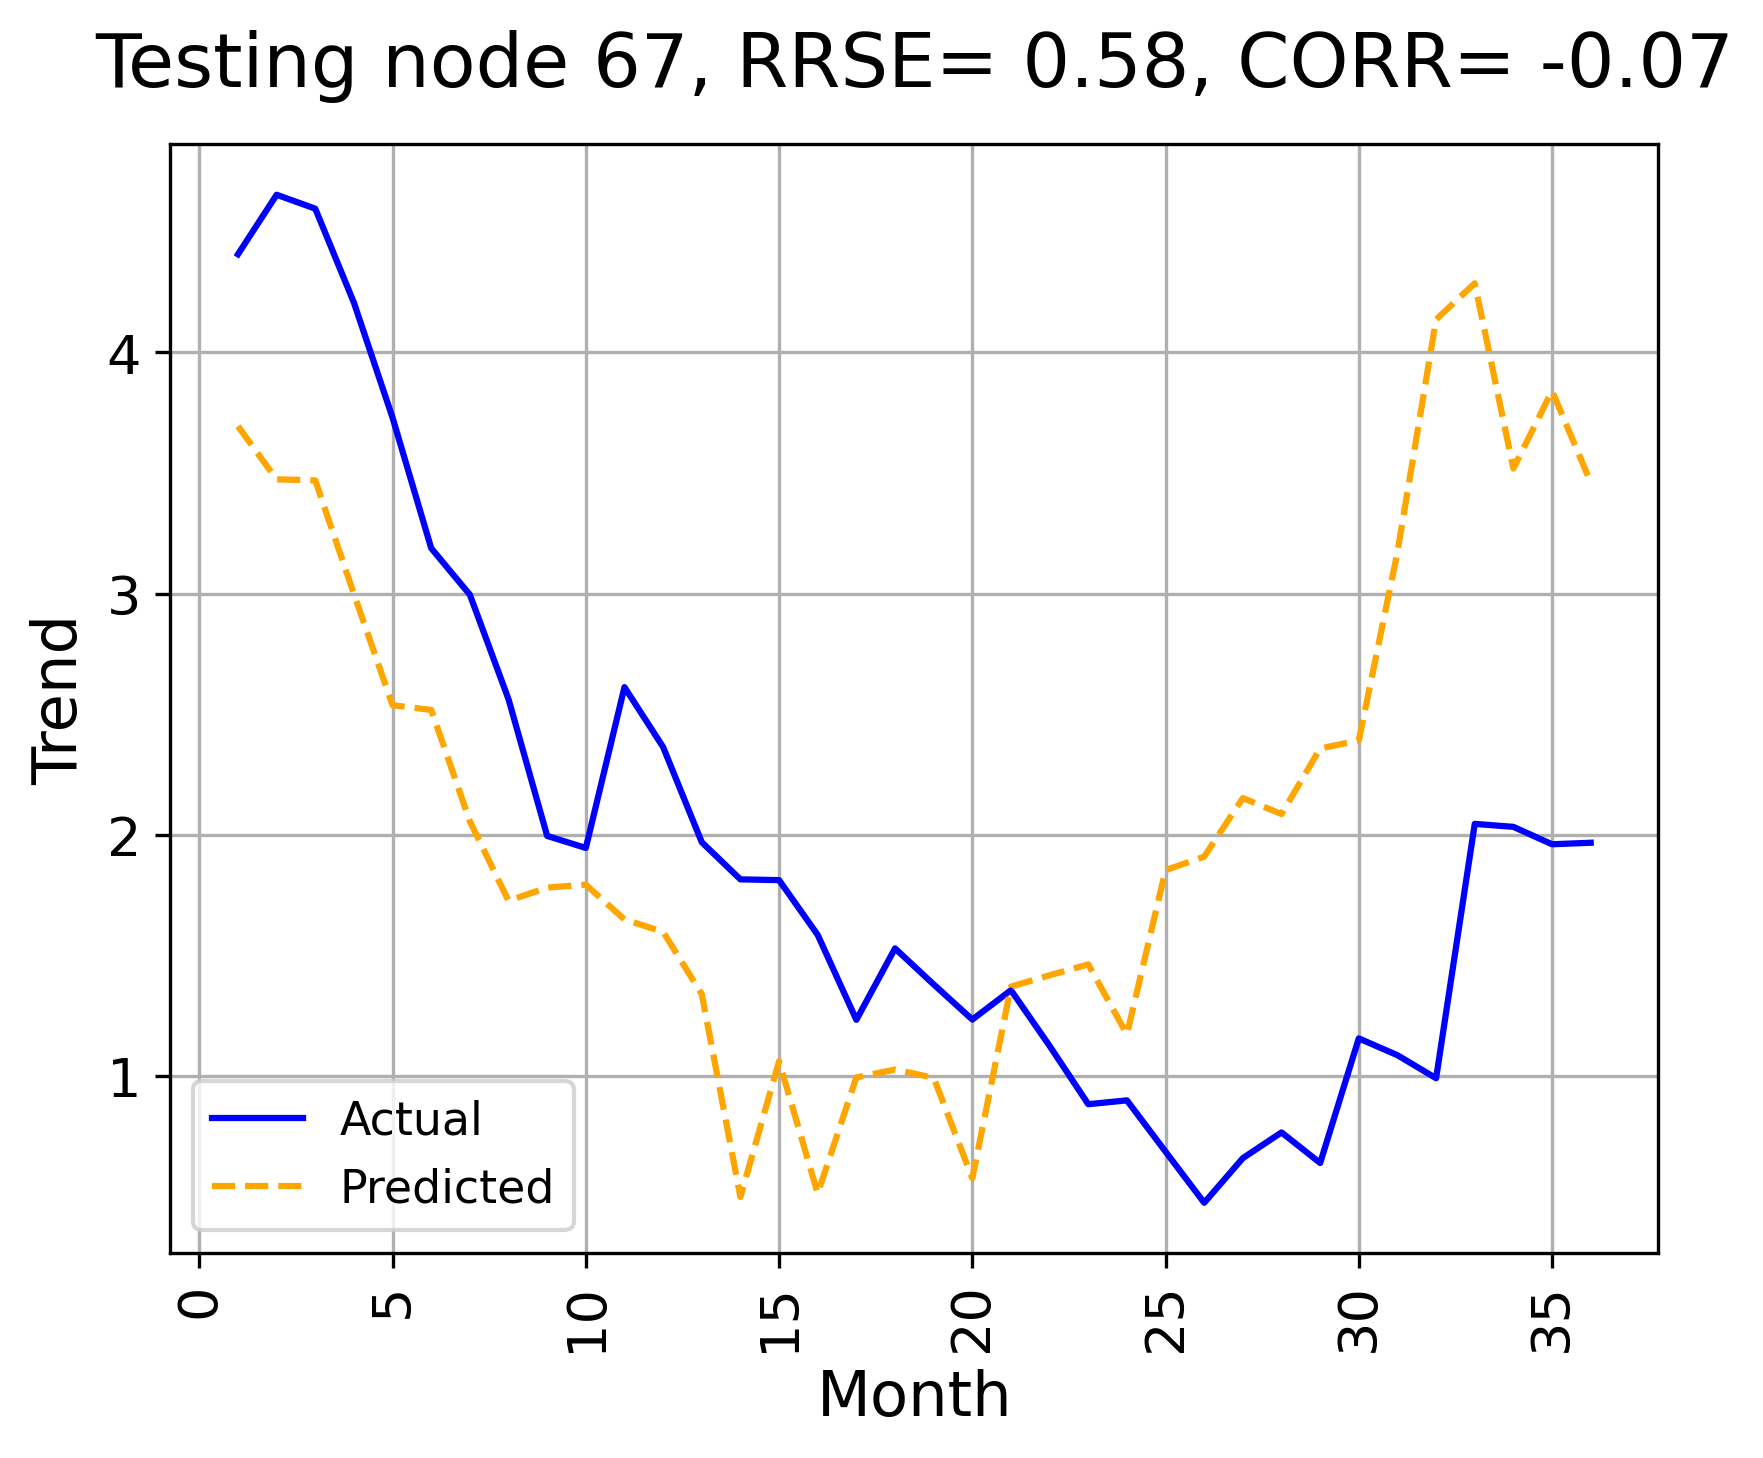 Testing node 67, RRSE= 0.58, CORR= -0.07
Trend
4
3
2
1
Actual
Predicted
0
5
10
15
20
25
30
35
Month